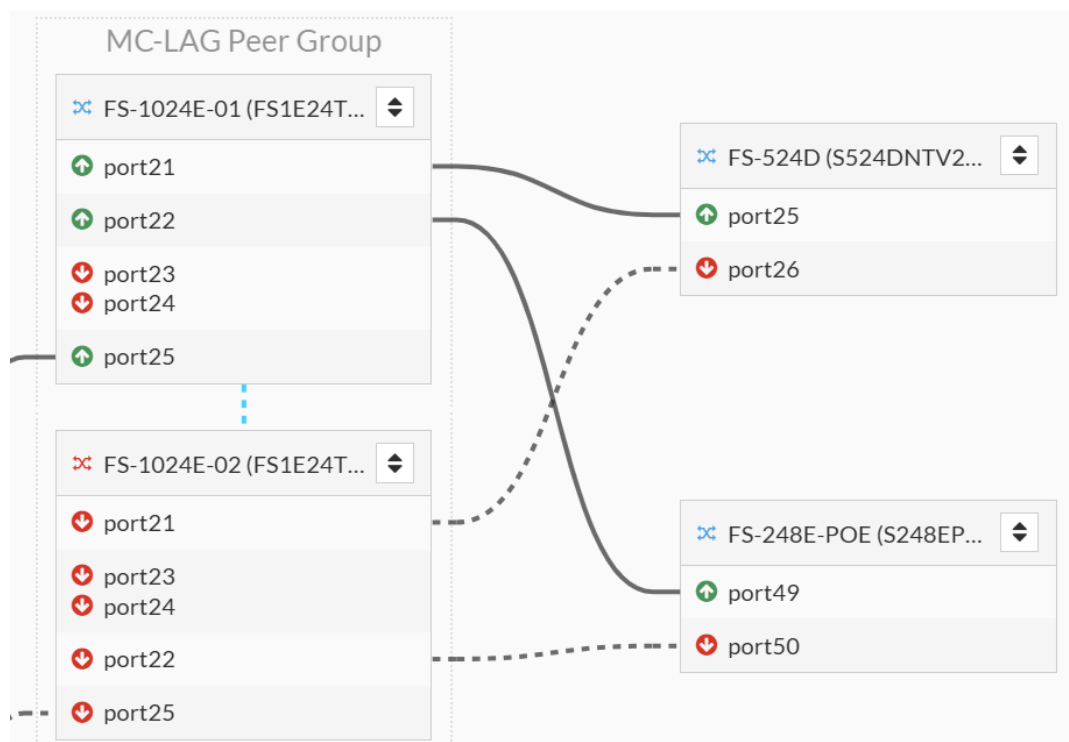 MC-LAG Peer Group
FS-1024E-01 (FS1E24T...
port21
port22
port23
port24
port25
FS-1024E-02 (FS1E24T...
port21
port23
port24
port22
port25
FS-524D (S524DNTV2...
port25
port26
FS-248E-POE (S248EP...
port49
port50